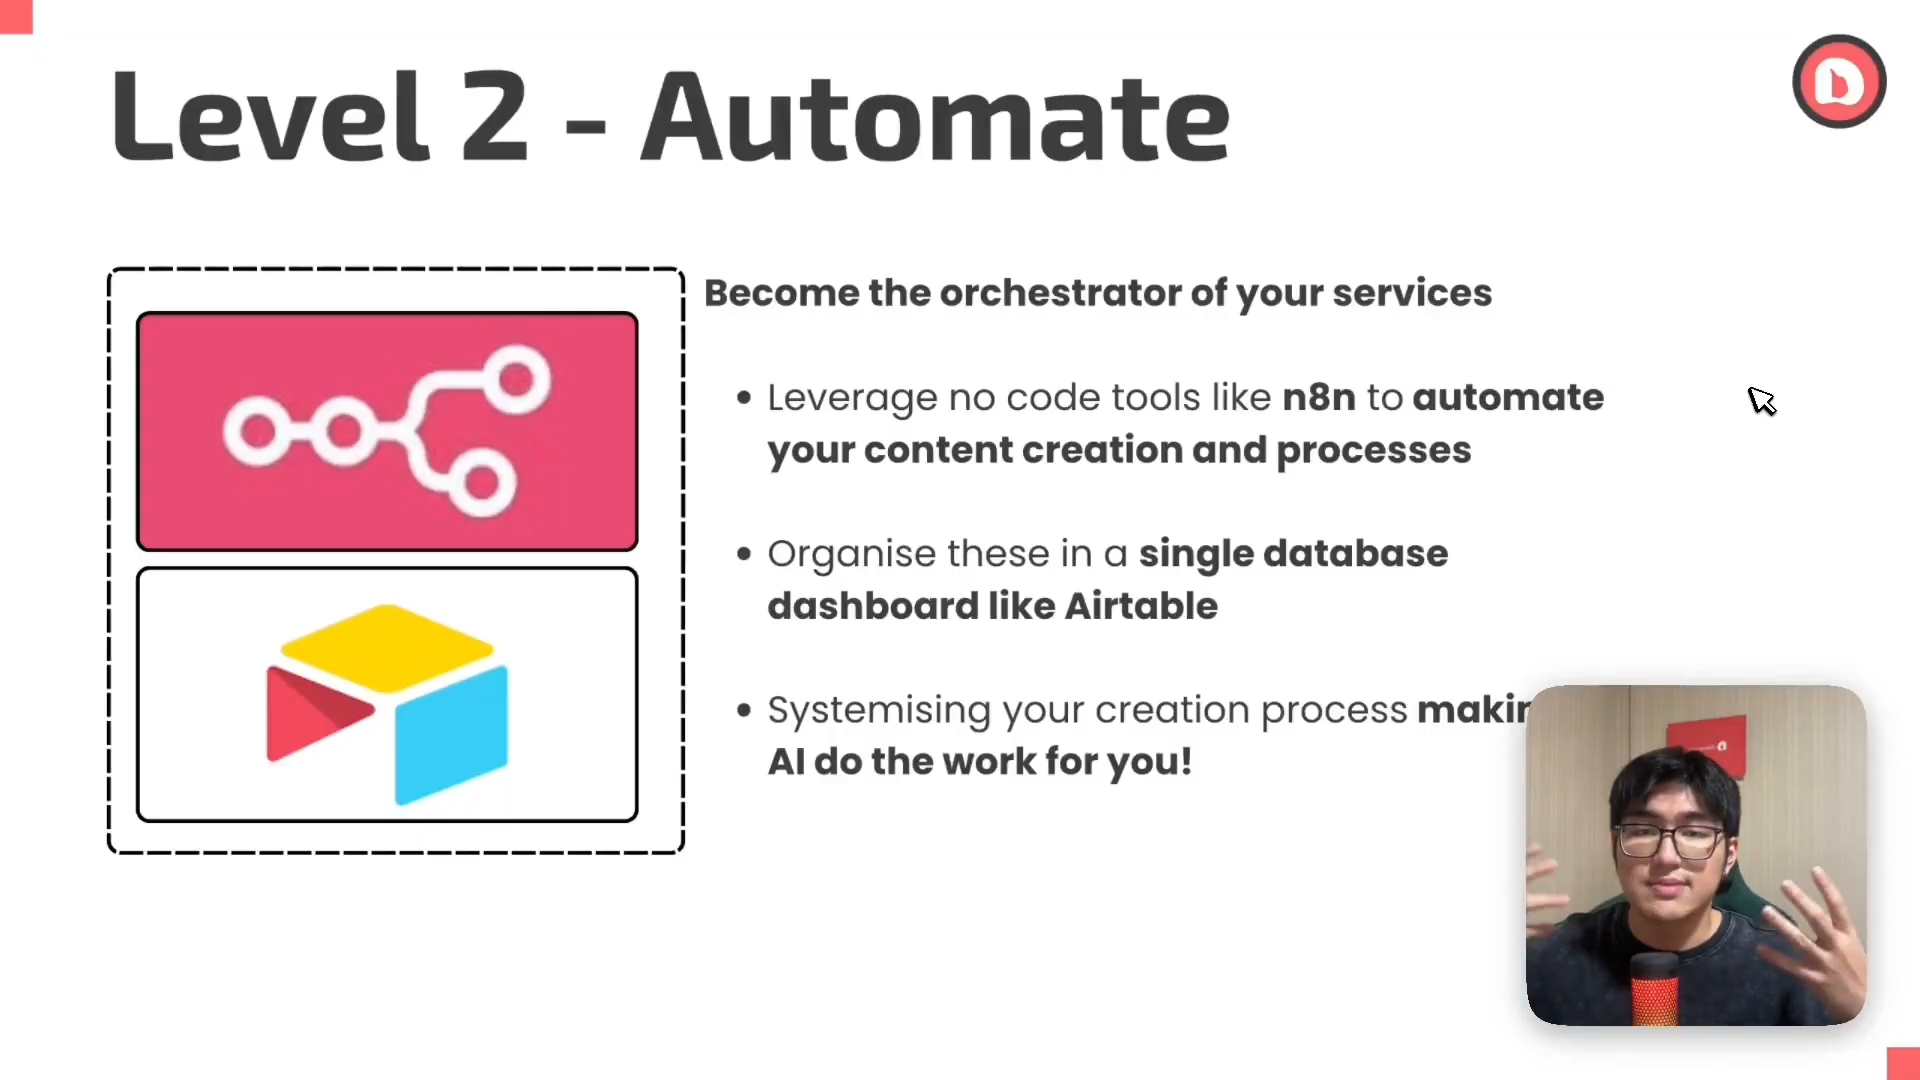 Level 2 - Automate
Become the orchestrator of your services
• Leverage no code tools like n8n to automate
your content creation and processes
• Organise these in a single database
dashboard like Airtable
• Systemising your creation process
AI do the work for you!